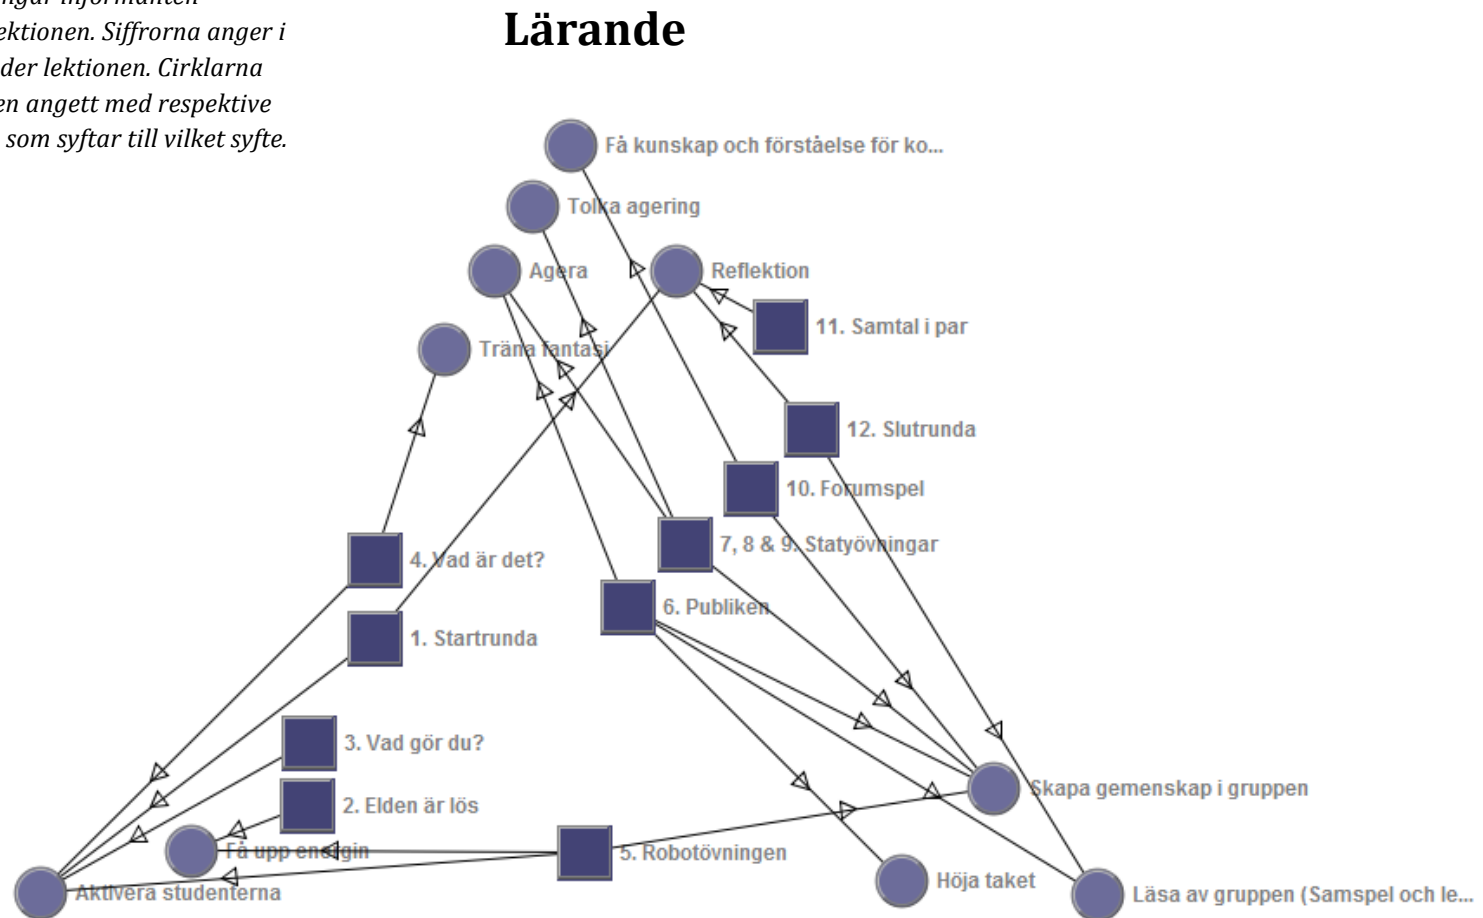 ektionen. Siffrorna anger i
der lektionen. Cirklarna
en angett med respektive
som syftar till vilket syfte.
Lärande
Få kunskap och förståelse för ko...
Tolka agering
Agera
Reflektion
11. Samtal i par
Träna fantasi
12. Slutrunda
10. Forumspel
7, 8 & 9. Statyövningar
4. Vad är det?
6. Publiken
1. Startrunda
3. Vad gör du?
2. Elden är lös
Skapa gemenskap i gruppen
Få upp energin
5. Robotövningen
Höja taket
Aktivera studenterna
Läsa av gruppen (Samspel och le...